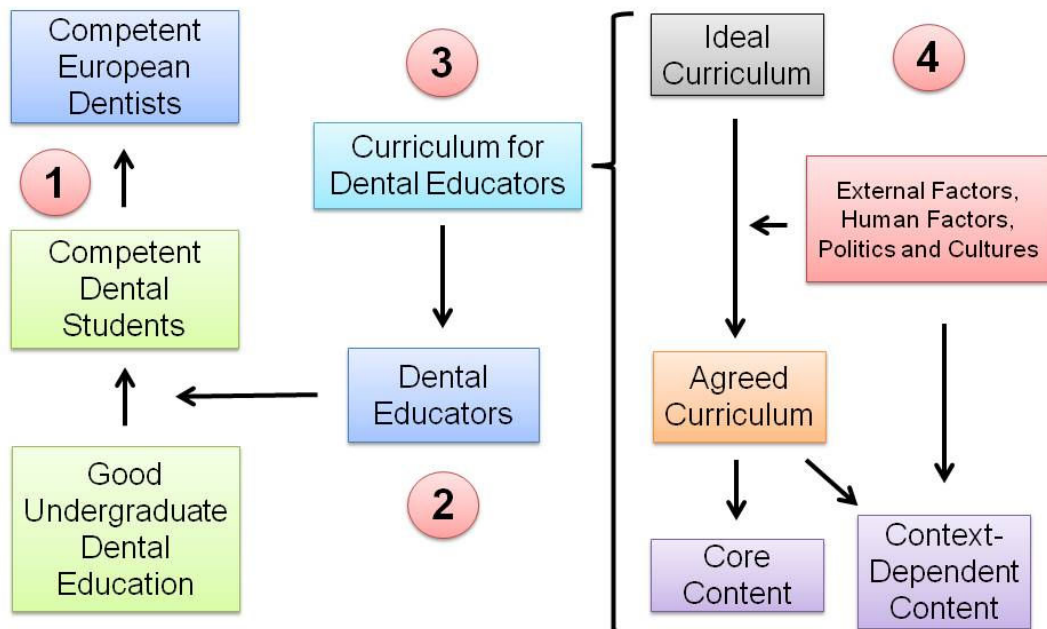 Competent
European
Dentists
1
Competent
Dental
Students
Good
Undergraduate
Dental
Education
3
Curriculum for
Dental Educators
Dental
Educators
2
Ideal
Curriculum
4
External Factors,
Human Factors,
Politics and Cultures
Agreed
Curriculum
Core
Content
Context-
Dependent
Content